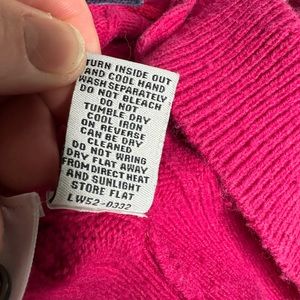 TURN INSIDE OUT
AND COOL HAND
WASH SEPARATELY
DO NOT BLEACH
DO NOT
TUMBLE DRY
COOL IRON
ON REVERSE
CAN BE DRY
CLEANED
DO NOT WRING
DRY FLAT AWAY
FROM DIRECT HEAT
AND SUNLIGHT
STORE FLAT
LW52-0332